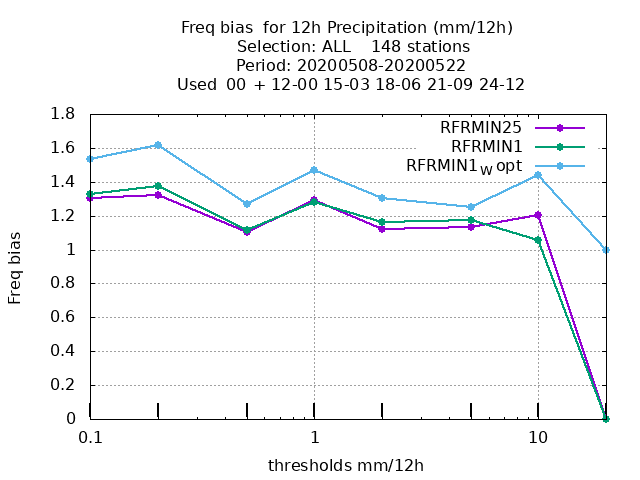 Freq bias  for 12h Precipitation (mm/12h)
Selection: ALL    148 stations
Period: 20200508-20200522
Used  00 + 12-00 15-03 18-06 21-09 24-12
RFRMIN25
RFRMIN1
RFRMIN1W opt
1.8
1.6
1.4
1.2
1
0.8
0.6
0.4
0.2
0
Freq bias
0.1 1 10
thresholds mm/12h